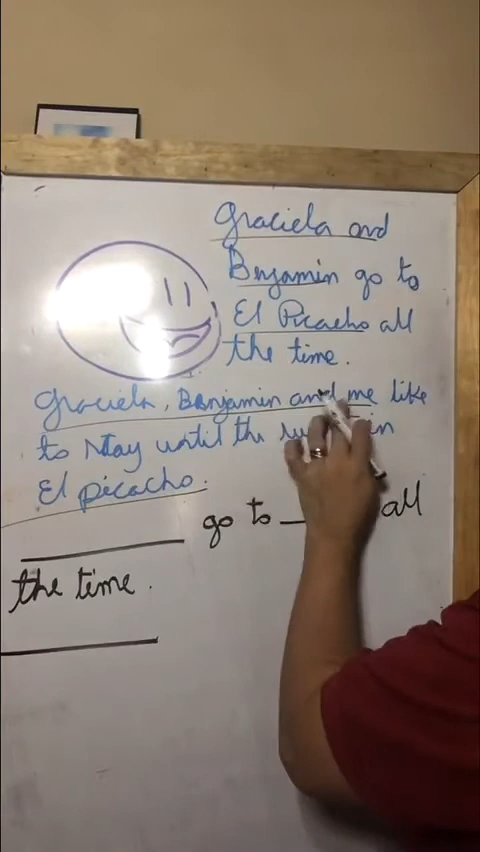 Graciela and
Benjamin go to
El Picacho all
the time.
Graciela, Benjamin and me like
to stay until the in
El picacho.
go to all
the time.